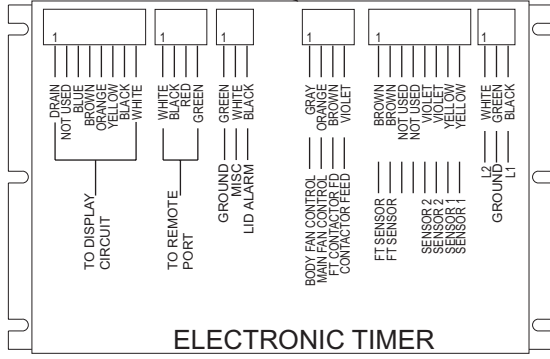 1
1
1
1
1
1
DRAIN
NOT USED
BLUE
BROWN
ORANGE
YELLOW
BLACK
WHITE
WHITE
BLACK
RED
GREEN
GREEN
WHITE
BLACK
GRAY
ORANGE
BROWN
VIOLET
BROWN
BROWN
NOT USED
NOT USED
VIOLET
VIOLET
YELLOW
YELLOW
WHITE
GREEN
BLACK
TO DISPLAY
CIRCUIT
TO REMOTE
PORT
GROUND
MISC
LID ALARM
BODY FAN CONTROL
MAIN FAN CONTROL
FT CONTACTOR FD
CONTACTOR FEED
FT SENSOR
FT SENSOR
SENSOR 2
SENSOR 2
SENSOR 1
SENSOR 1
L2
GROUND
L1
ELECTRONIC TIMER